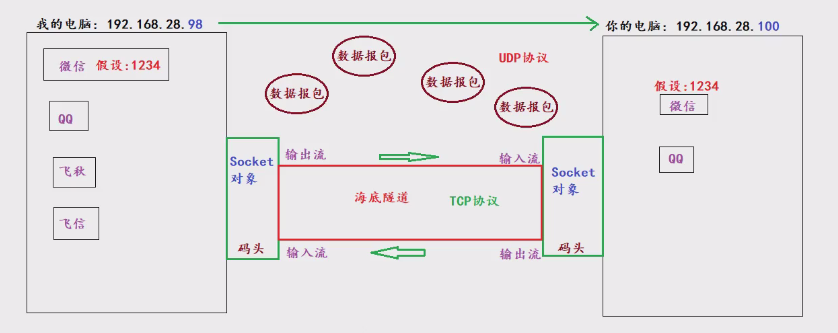 我的电脑: 192.168.28.98
你的电脑: 192.168.28.100
微信 假设:1234
QQ
飞秋
飞信
数据报包
数据报包
数据报包
数据报包
UDP协议
假设:1234
微信
QQ
Socket
对象
码头
输出流
输入流
海底隧道
TCP协议
输入流
输出流
Socket
对象
码头